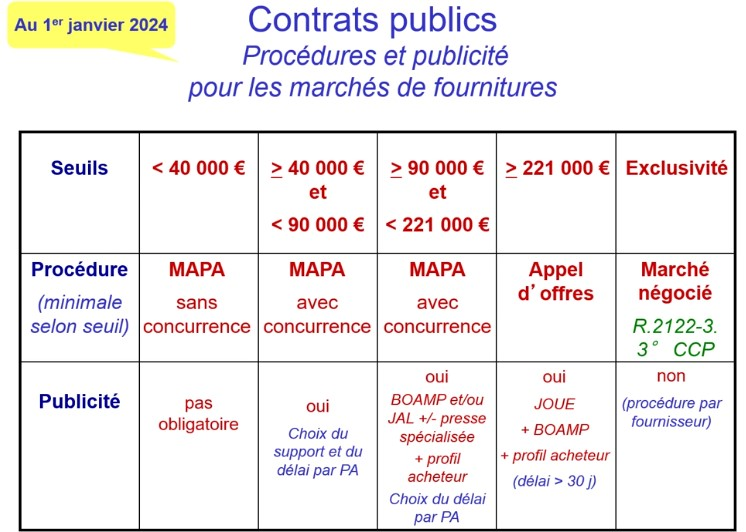 Au 1er janvier 2024
Contrats publics
Procédures et publicité
pour les marchés de fournitures
Seuils
< 40 000 €
≥ 40 000 €
et
< 90 000 €
≥ 90 000 €
et
< 221 000 €
≥ 221 000 €
Exclusivité
Procédure
(minimale
selon seuil)
MAPA
sans
concurrence
MAPA
avec
concurrence
MAPA
avec
concurrence
Appel
d’offres
Marché
négocié
R.2122-3.
3° CCP
Publicité
pas
obligatoire
oui
Choix du
support et du
délai par PA
oui
BOAMP et/ou
JAL +/- presse
spécialisée
+ profil
acheteur
Choix du délai
par PA
oui
JOUE
+ BOAMP
+ profil acheteur
(délai > 30 j)
non
(procédure par
fournisseur)